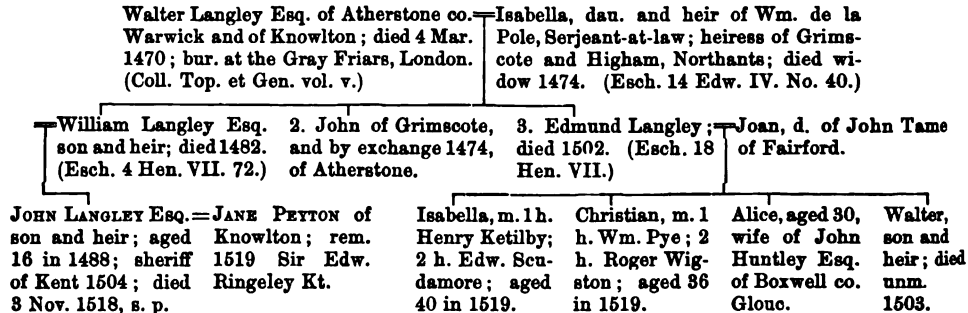 Walter Langley Esq. of Atherstone co.
Warwick and of Knowlton; died 4 Mar.
1470; bur. at the Gray Friars, London.
(Coll. Top. et Gen. vol. v.)
Isabella, dau. and heir of Wm. de la
Pole, Serjeant-at-law; heiress of Grims-
cote and Higham, Northants; died wi-
dow 1474. (Esch. 14 Edw. IV. No. 40.)
William Langley Esq.
son and heir; died 1482.
(Esch. 4 Hen. VII. 72.)
2. John of Grimscote,
and by exchange 1474,
of Atherstone.
3. Edmund Langley;
died 1502. (Esch. 18
Hen. VII.)
Joan, d. of John Tame
of Fairford.
JOHN LANGLEY ESQ.
son and heir; aged
16 in 1488; sheriff
of Kent 1504; died
3 Nov. 1518, s. p.
JANE PEYTON of
Knowlton; rem.
1519 Sir Edw.
Ringeley Kt.
Isabella, m. 1 h.
Henry Ketilby;
2 h. Edw. Scu-
damore; aged
40 in 1519.
Christian, m. 1
h. Wm. Pye; 2
h. Roger Wig-
ston; aged 36
in 1519.
Alice, aged 30,
wife of John
Huntley Esq.
of Boxwell co.
Glouc.
Walter,
son and
heir; died
unm.
1503.